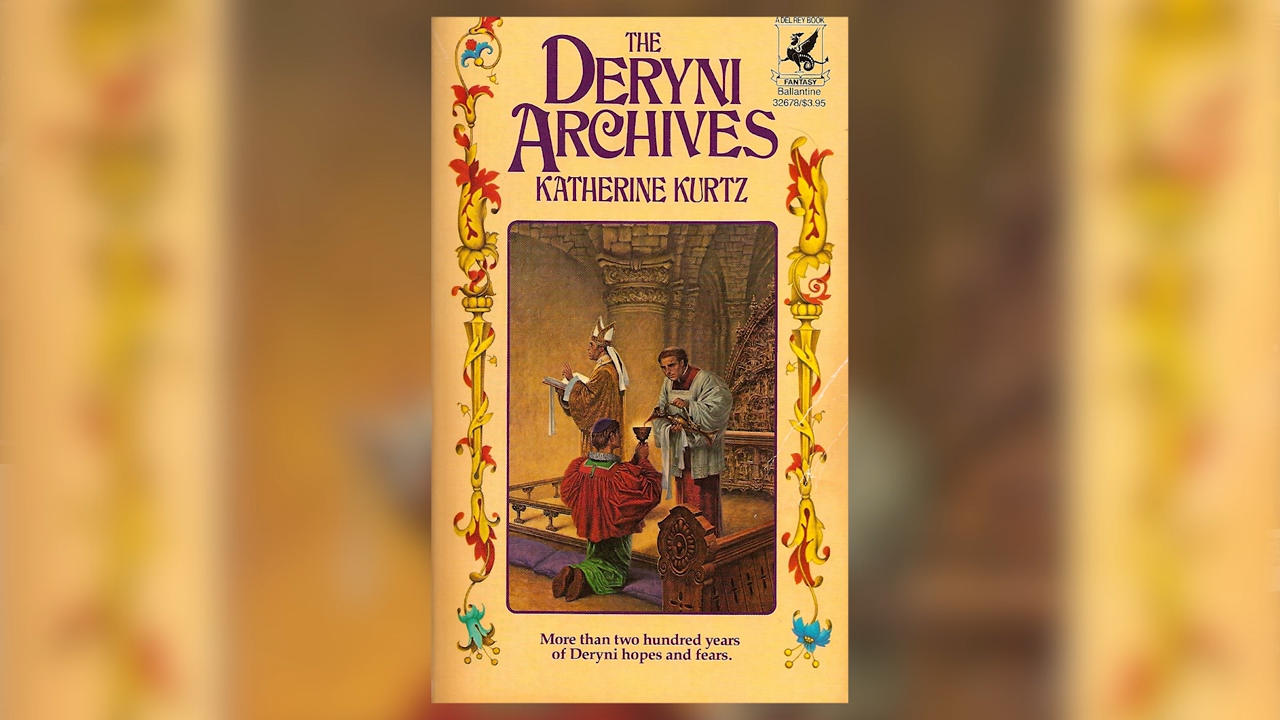 THE
DERYNI
ARCHIVES
KATHERINE KURTZ
A DEL REY BOOK
FANTASY
Ballantine
32678/$3.95
More than two hundred years
of Deryni hopes and fears.